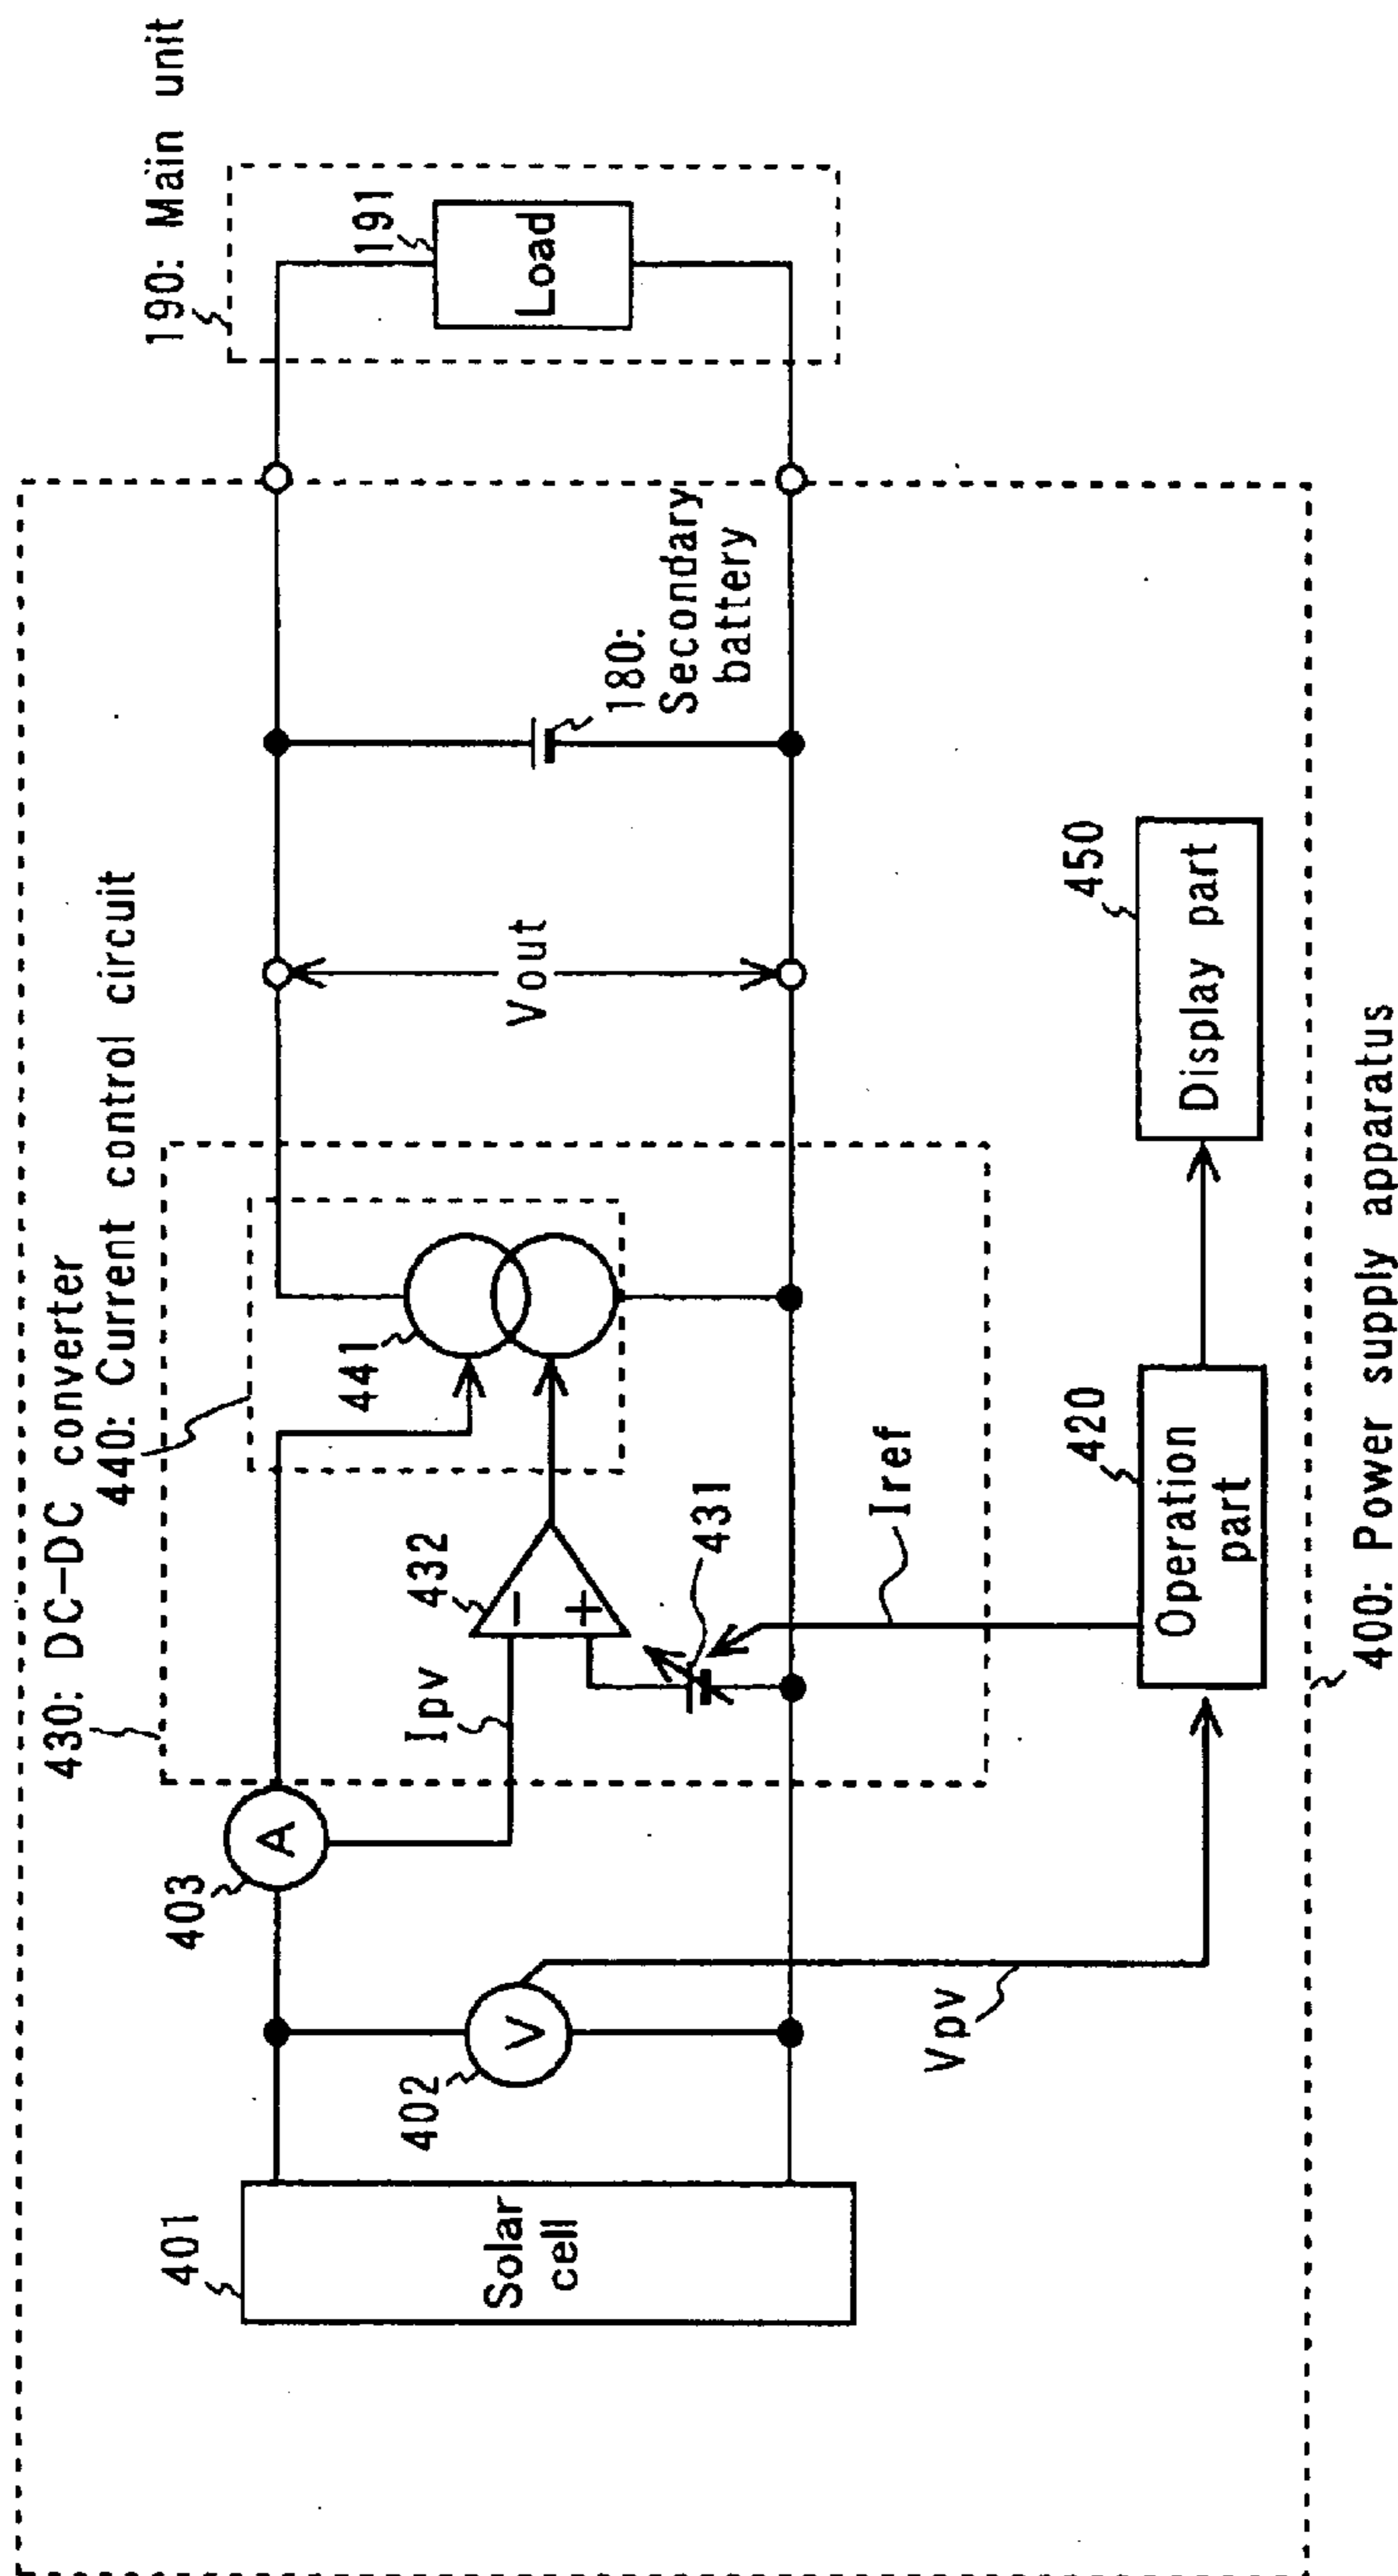 190: Main unit
191
Load
430: DC-DC converter
440: Current control circuit
441
Vout
180:
Secondary
battery
432
−
+
Ipv
431
Iref
403
A
402
V
Vpv
401
Solar
cell
420
Operation
part
450
Display part
400: Power supply apparatus